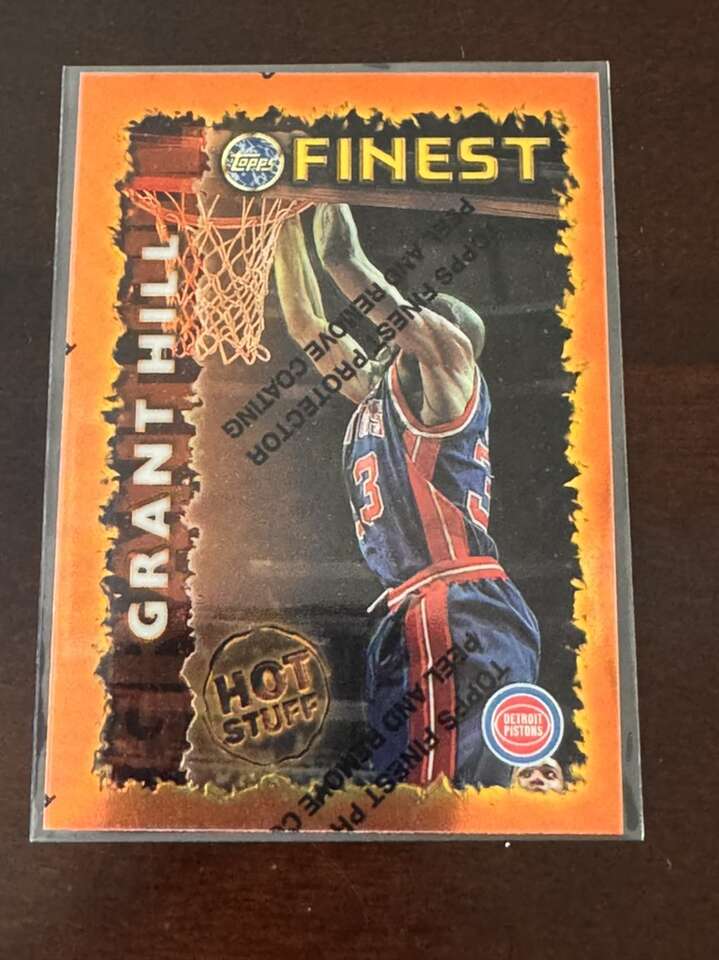 Topps
FINEST
GRANT HILL
TOPPS FINEST PROTECTOR
PEEL AND REMOVE COATING
33
HOT
STUFF
DETROIT
PISTONS
TOPPS FINEST PR
PEEL AND REMOVE CO